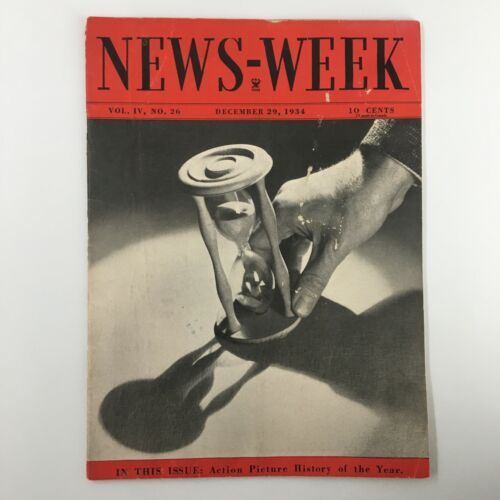 NEWS-WEEK
VOL. IV, NO. 26 DECEMBER 29, 1934 10 CENTS
IN THIS ISSUE: Action Picture History of the Year.